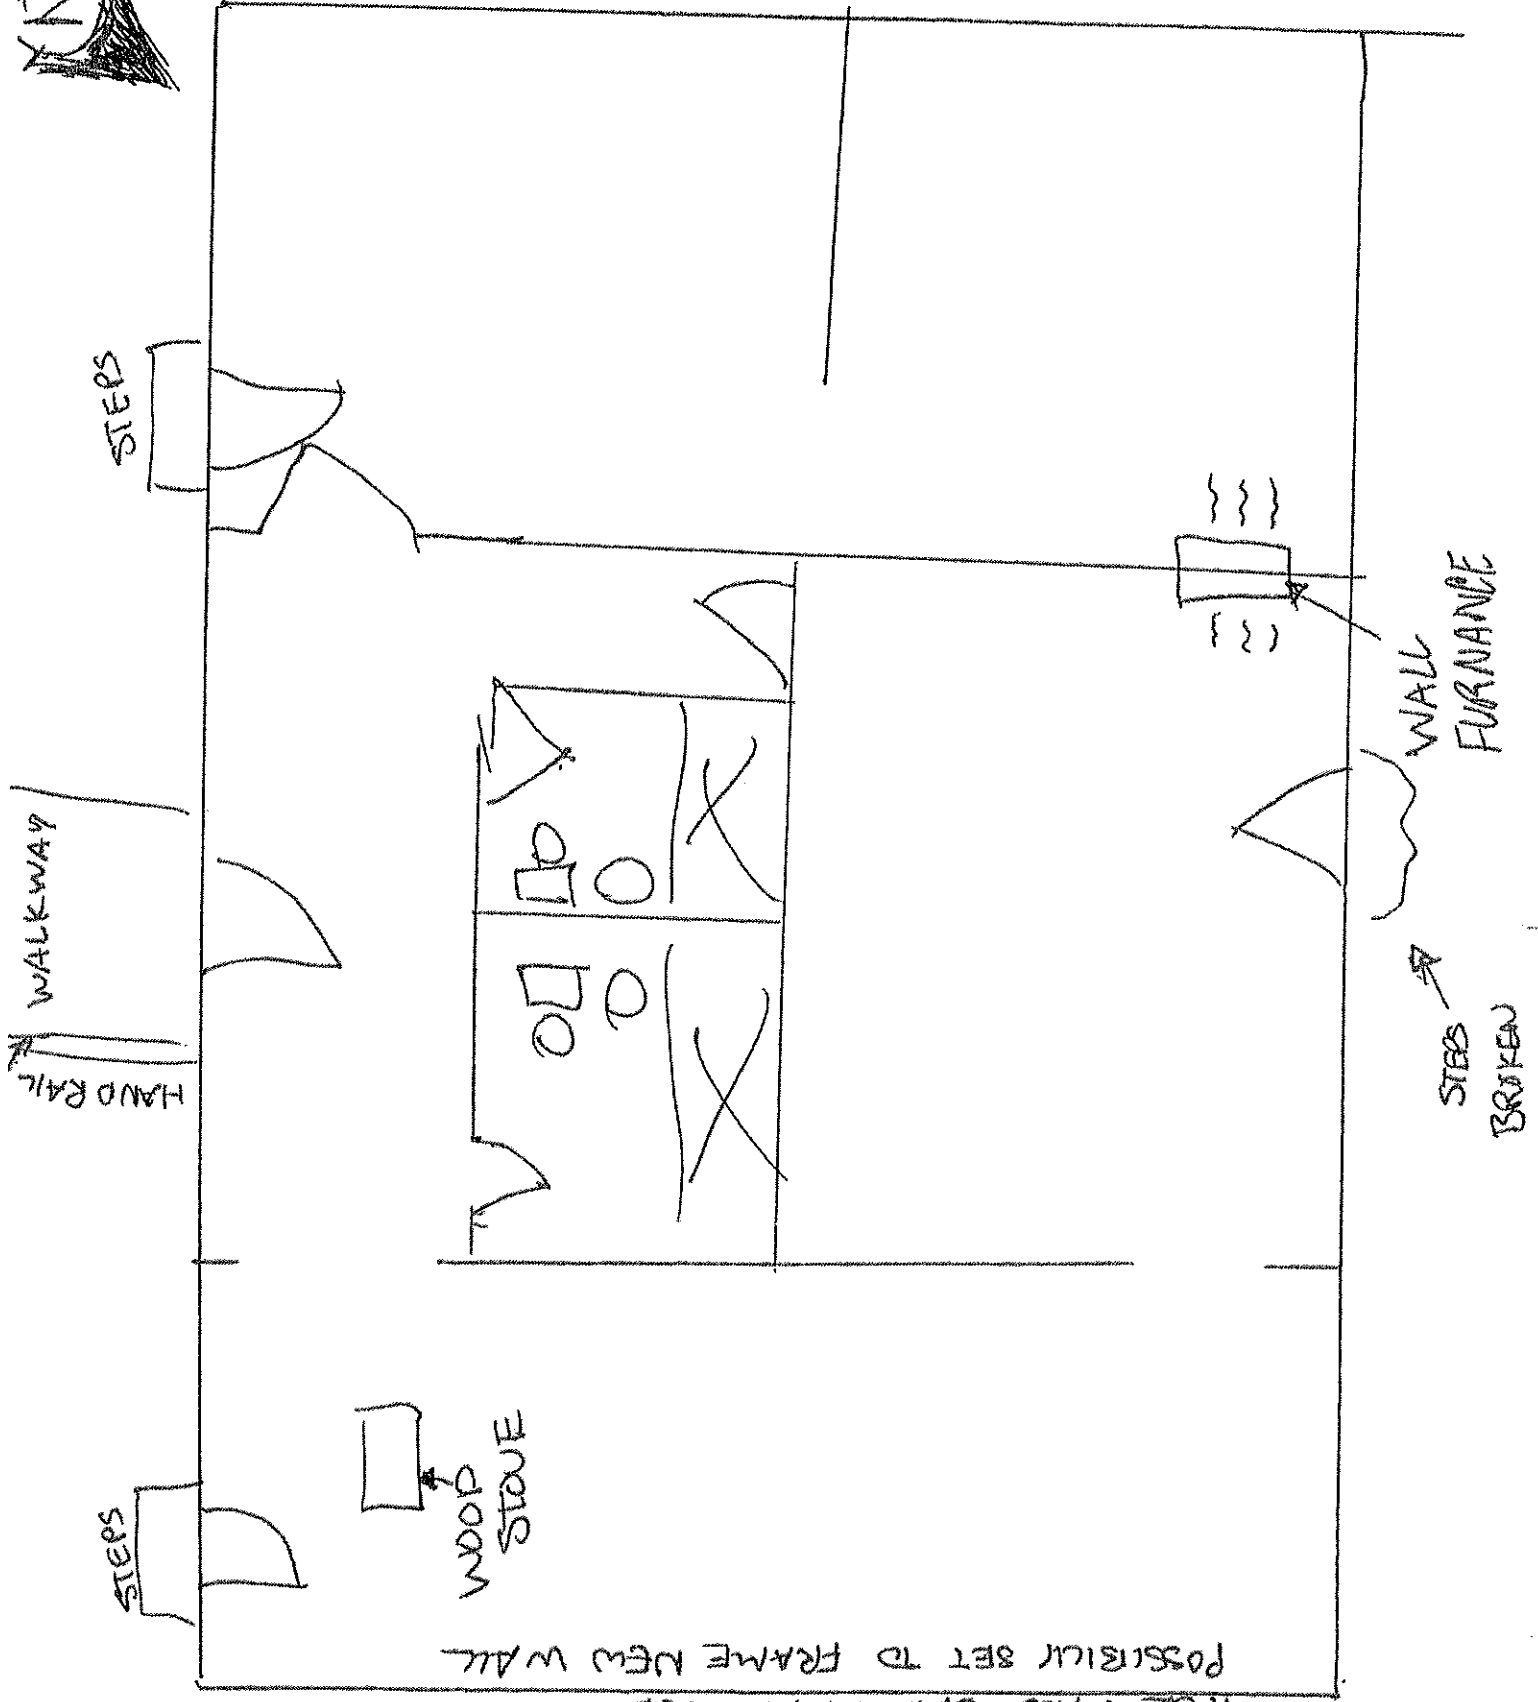 STEPS
WALKWAY
HAND RAIL
STEPS
WOOD
STOVE
WALL
FURNANCE
STEPS
BROKEN
POSSIBILY SET TO FRAME NEW WALL